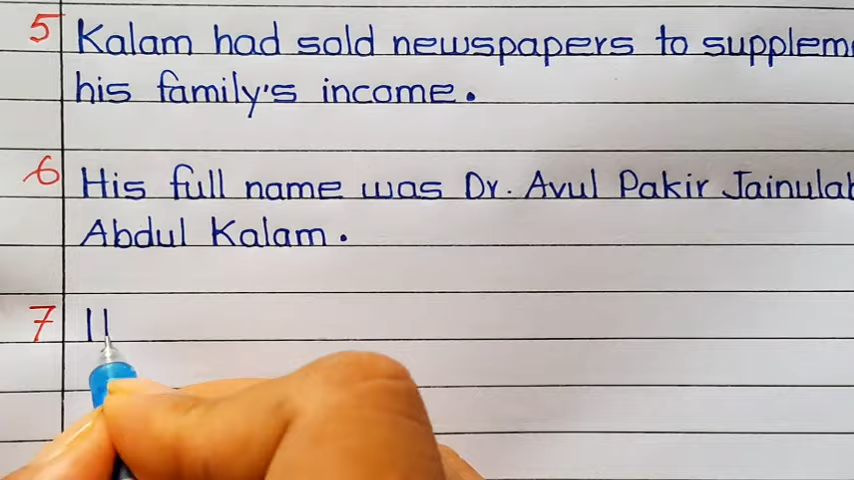 5 Kalam had sold newspapers to supplem
his family's income.
6 His full name was Dr. Avul Pakir Jainulab
Abdul Kalam.
7